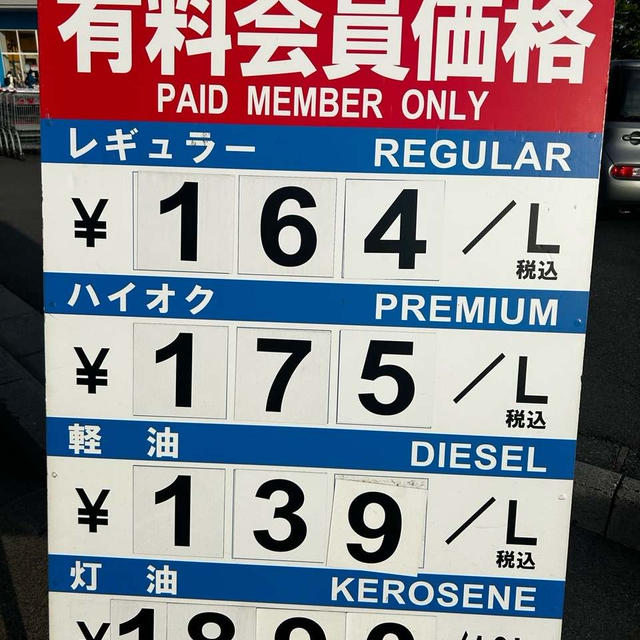 有料会員価格
PAID MEMBER ONLY
レギュラー REGULAR
¥164/L
税込
ハイオク PREMIUM
¥175/L
税込
軽 油 DIESEL
¥139/L
税込
灯 油 KEROSENE